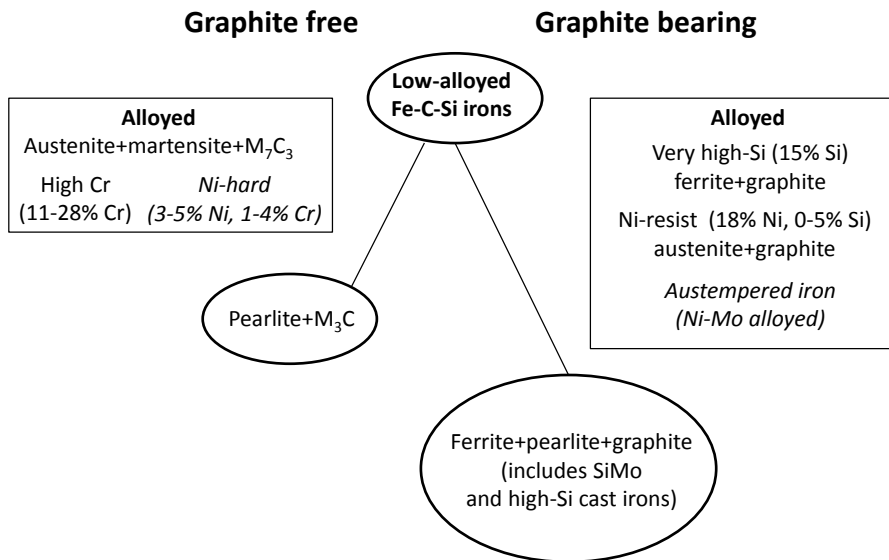 Graphite free
Graphite bearing
Low-alloyed
Fe-C-Si irons
Alloyed
Austenite+martensite+M₇C₃
High Cr
(11-28% Cr)
Ni-hard
(3-5% Ni, 1-4% Cr)
Alloyed
Very high-Si (15% Si)
ferrite+graphite
Ni-resist (18% Ni, 0-5% Si)
austenite+graphite
Austempered iron
(Ni-Mo alloyed)
Pearlite+M₃C
Ferrite+pearlite+graphite
(includes SiMo
and high-Si cast irons)